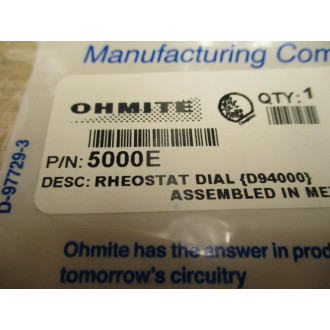 Manufacturing Com
OHMITE
QTY: 1
P/N: 5000E
DESC: RHEOSTAT DIAL {D94000}
ASSEMBLED IN ME
D-97729-3
Ohmite has the answer in prod
tomorrow's circuitry